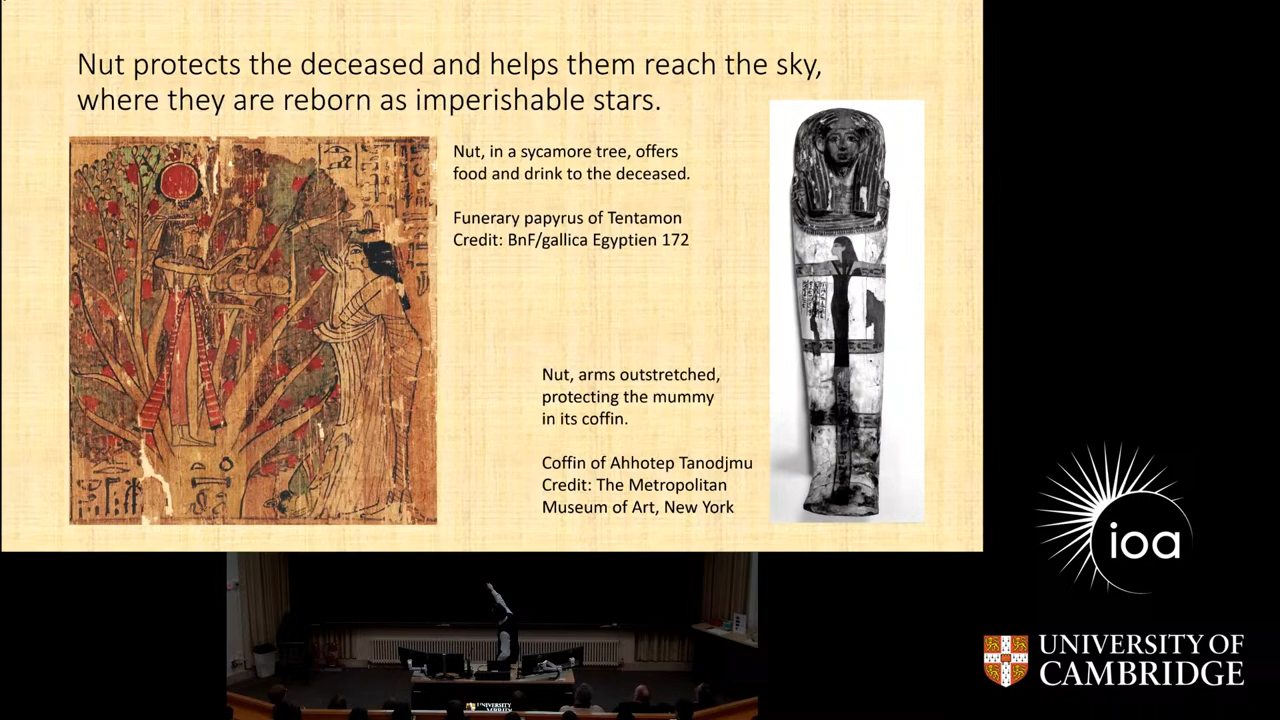 Nut protects the deceased and helps them reach the sky,
where they are reborn as imperishable stars.
Nut, in a sycamore tree, offers
food and drink to the deceased.
Funerary papyrus of Tentamon
Credit: BnF/gallica Egyptien 172
Nut, arms outstretched,
protecting the mummy
in its coffin.
Coffin of Ahhotep Tanodjmu
Credit: The Metropolitan
Museum of Art, New York
ioa
UNIVERSITY OF
CAMBRIDGE
UNIVERSITY